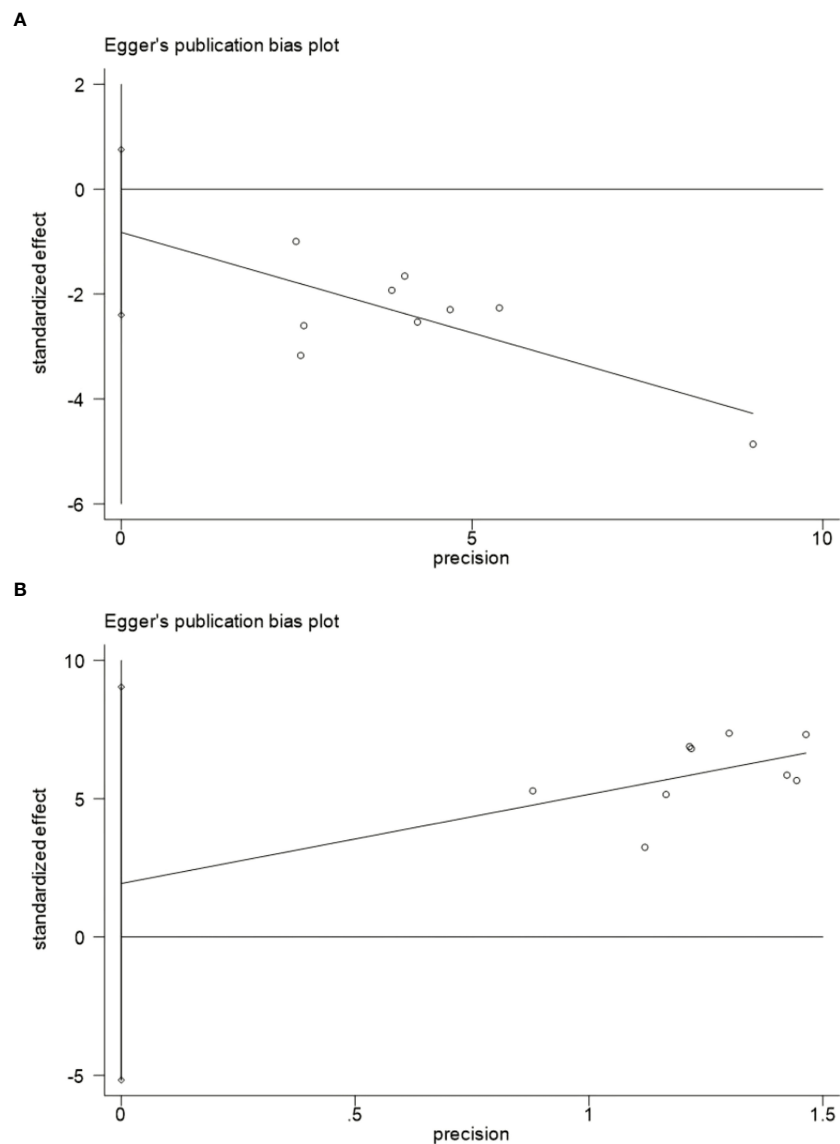 A
Egger's publication bias plot
standardized effect
2
0
-2
-4
-6
0 5 10
precision
B
Egger's publication bias plot
standardized effect
10
5
0
-5
0 .5 1 1.5
precision